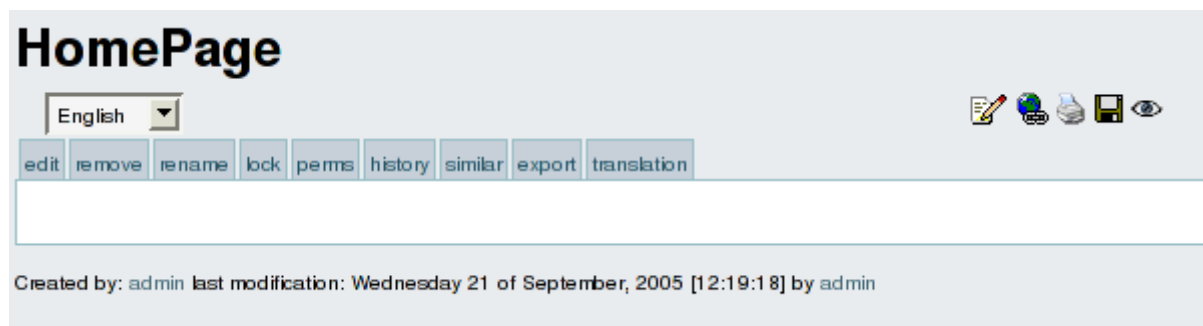 HomePage
English
edit remove rename lock perms history similar export translation
Created by: admin last modification: Wednesday 21 of September, 2005 [12:19:18] by admin